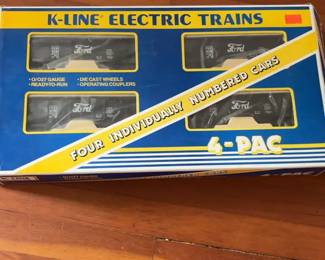 K-LINE ELECTRIC TRAINS
Ford
Ford
O/O27 GAUGE
READY-TO-RUN
• DIE CAST WHEELS
• OPERATING COUPLERS
Ford
Ford
FOUR INDIVIDUALLY NUMBERED CARS
4-PAC
K-LINE